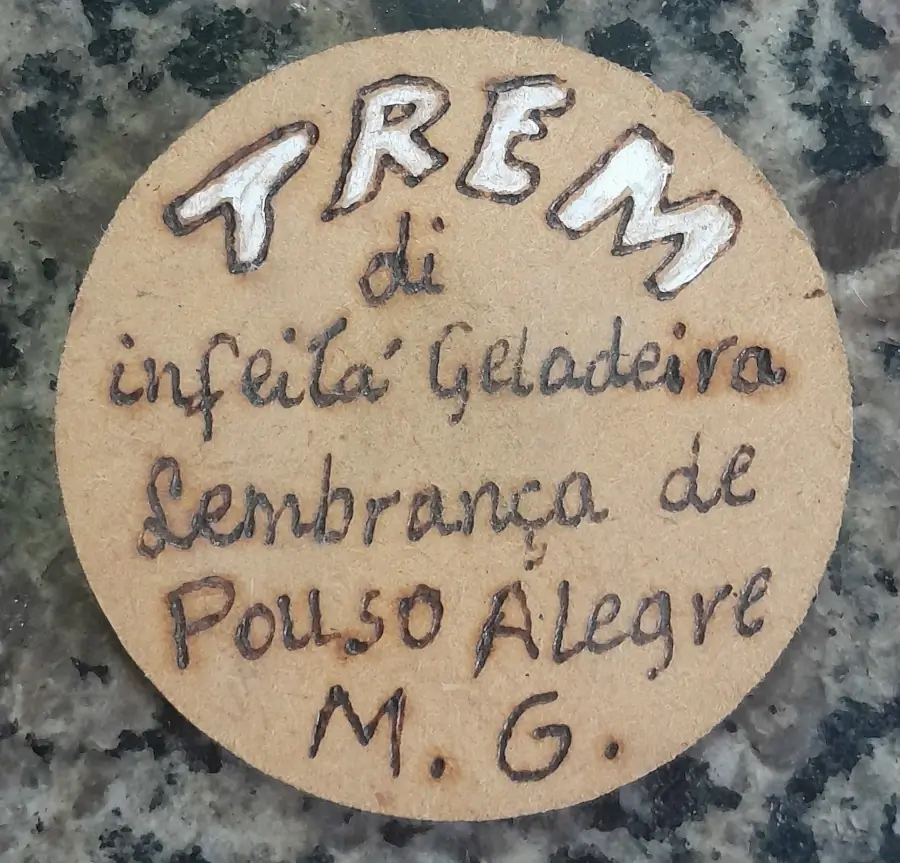 TREM
di
infeitá Geladeira
Lembrança de
Pouso Alegre
M. G.